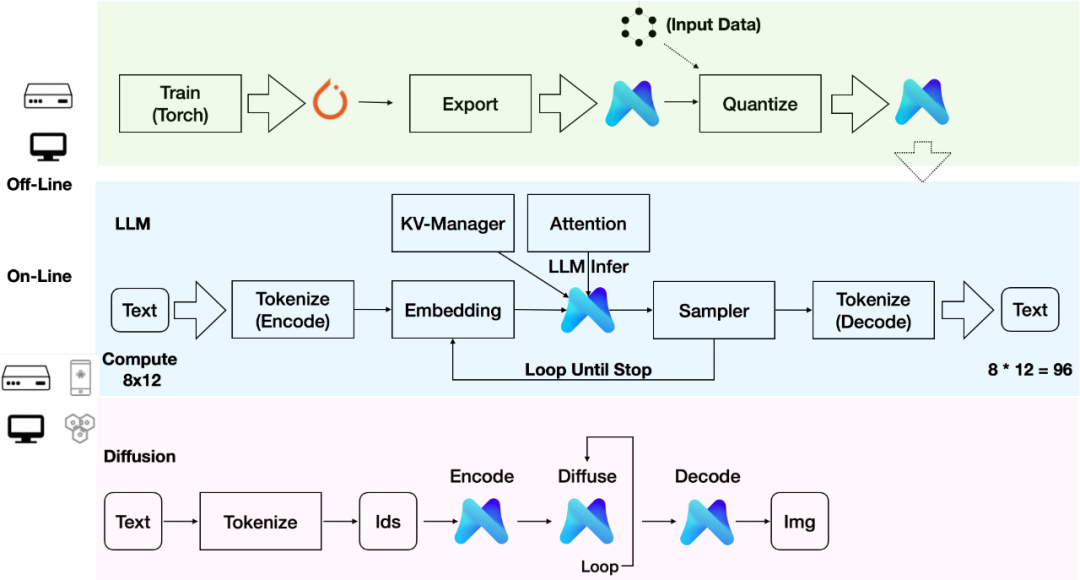 (Input Data)
Train
(Torch)
Export
Quantize
Off-Line
LLM
KV-Manager
Attention
On-Line
LLM Infer
Text
Tokenize
(Encode)
Embedding
Sampler
Tokenize
(Decode)
Text
Compute
8x12
Loop Until Stop
8 * 12 = 96
Diffusion
Encode
Diffuse
Decode
Text
Tokenize
Ids
Img
Loop